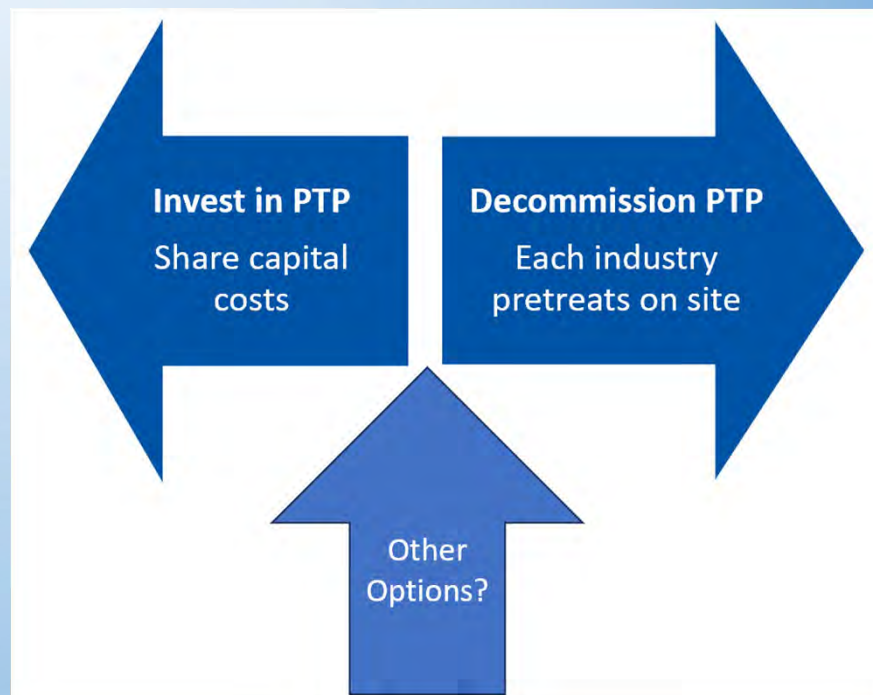 Invest in PTP
Share capital
costs
Decommission PTP
Each industry
pretreats on site
Other
Options?